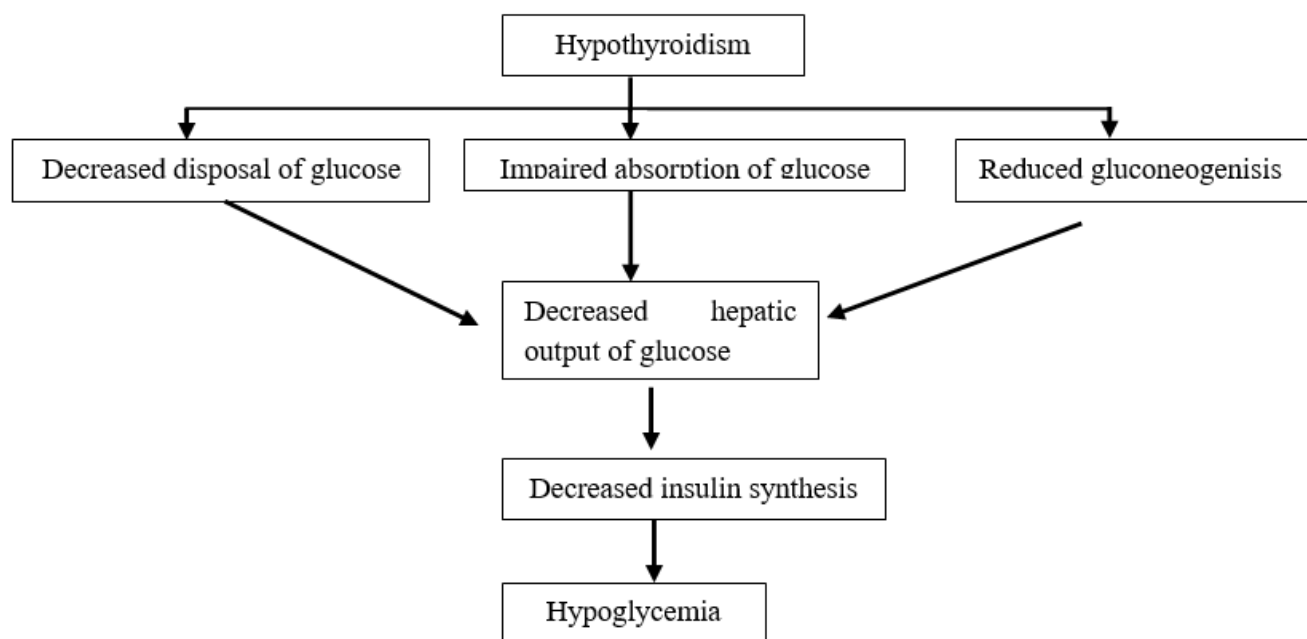 Hypothyroidism
Decreased disposal of glucose
Impaired absorption of glucose
Reduced gluconeogenisis
Decreased hepatic
output of glucose
Decreased insulin synthesis
Hypoglycemia